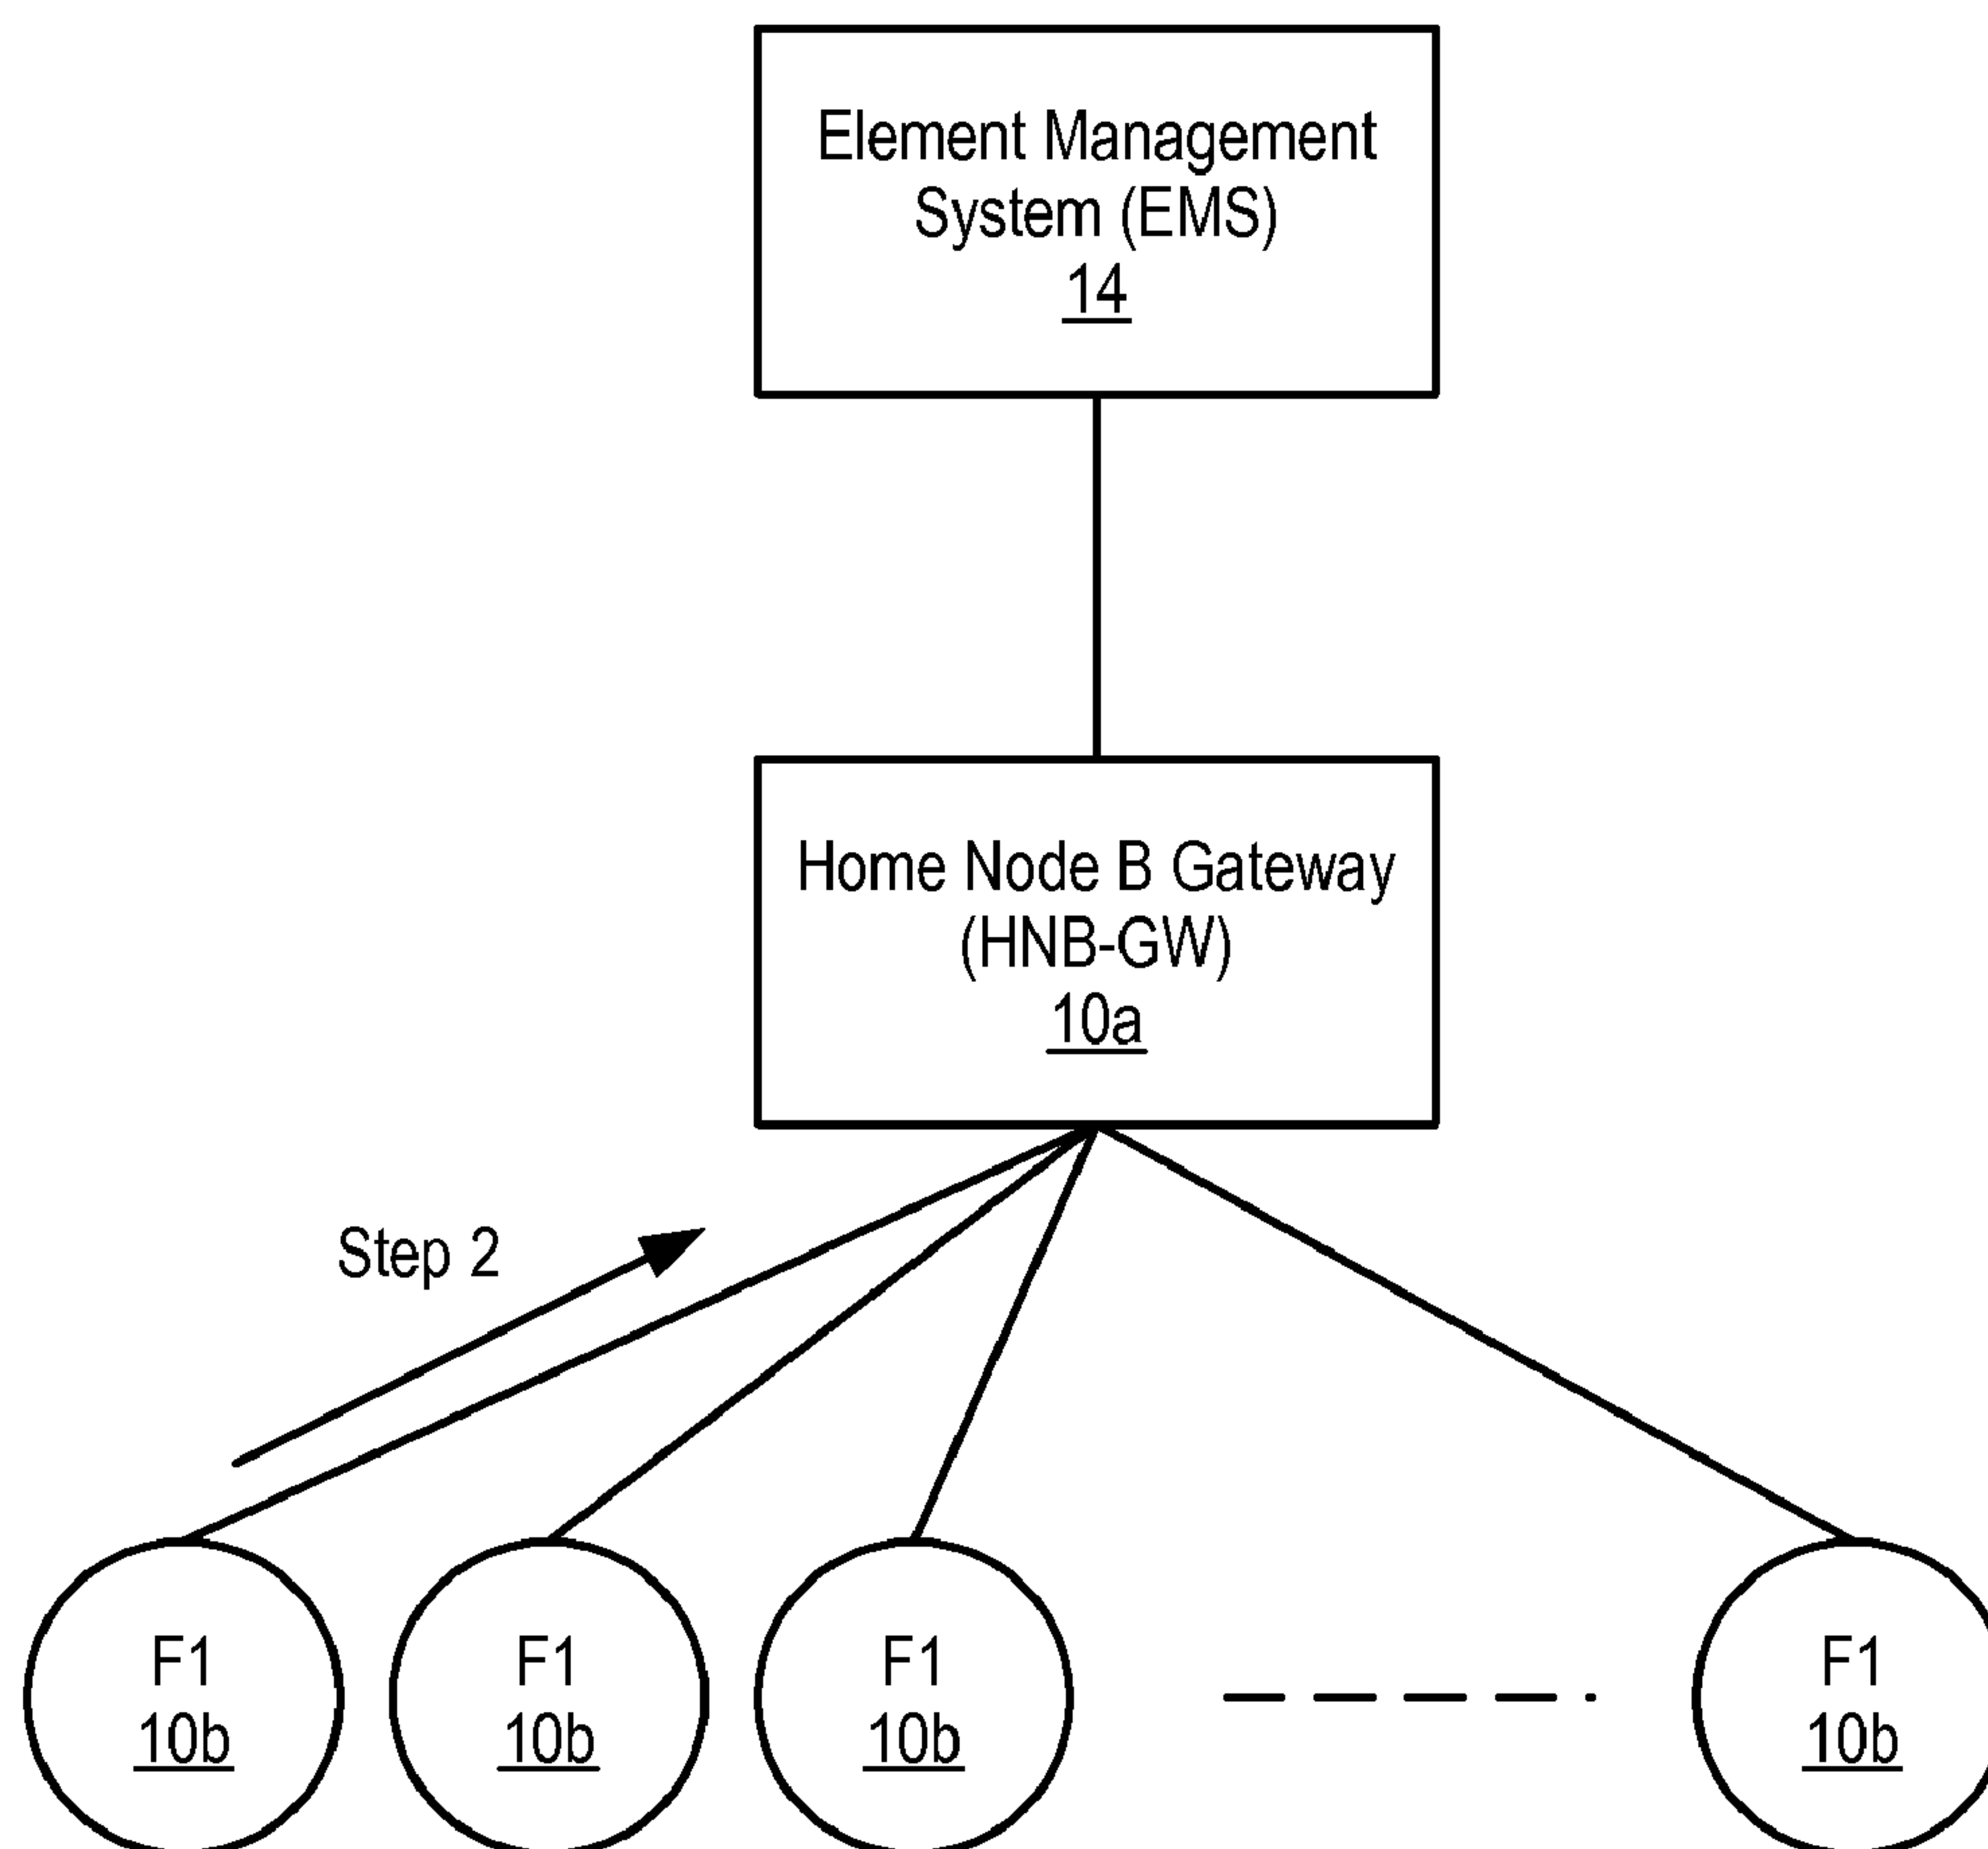 Element Management
System (EMS)
14
Home Node B Gateway
(HNB-GW)
10a
Step 2
F1
10b
F1
10b
F1
10b
F1
10b